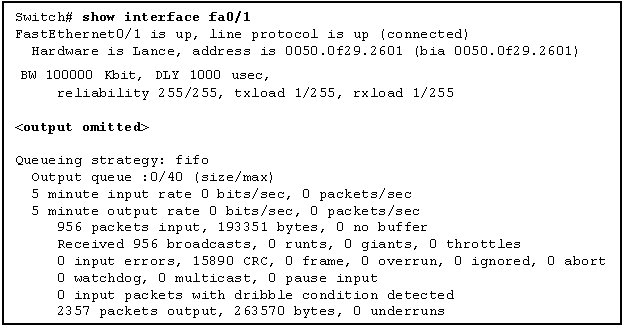 Switch# show interface fa0/1
FastEthernet0/1 is up, line protocol is up (connected)
Hardware is Lance, address is 0050.0f29.2601 (bia 0050.0f29.2601)
BW 100000 Kbit, DLY 1000 usec,
reliability 255/255, txload 1/255, rxload 1/255
<output omitted>
Queueing strategy: fifo
Output queue :0/40 (size/max)
5 minute input rate 0 bits/sec, 0 packets/sec
5 minute output rate 0 bits/sec, 0 packets/sec
956 packets input, 193351 bytes, 0 no buffer
Received 956 broadcasts, 0 runts, 0 giants, 0 throttles
0 input errors, 15890 CRC, 0 frame, 0 overrun, 0 ignored, 0 abort
0 watchdog, 0 multicast, 0 pause input
0 input packets with dribble condition detected
2357 packets output, 263570 bytes, 0 underruns